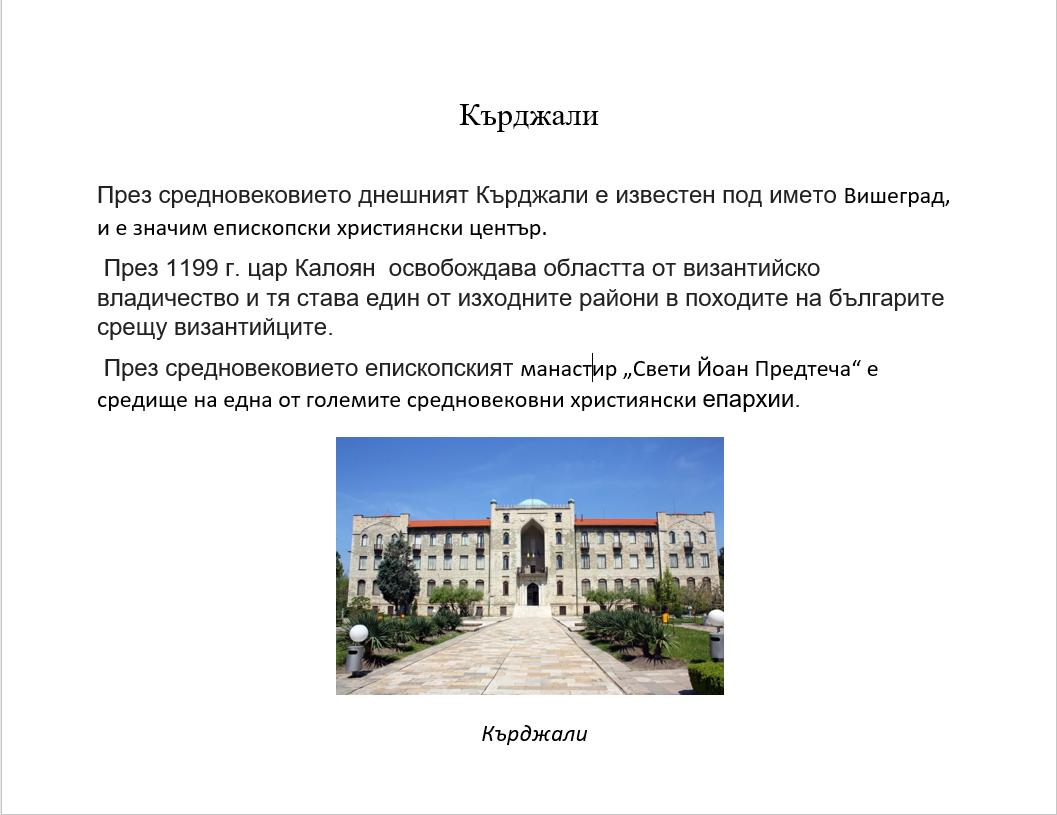 Кърджали
През средновековието днешният Кърджали е известен под името Вишеград,
и е значим епископски християнски център.
През 1199 г. цар Калоян  освобождава областта от византийско
владичество и тя става един от изходните райони в походите на българите
срещу византийците.
През средновековието епископският манастир „Свети Йоан Предтеча“ е
средище на една от големите средновековни християнски епархии.
Кърджали